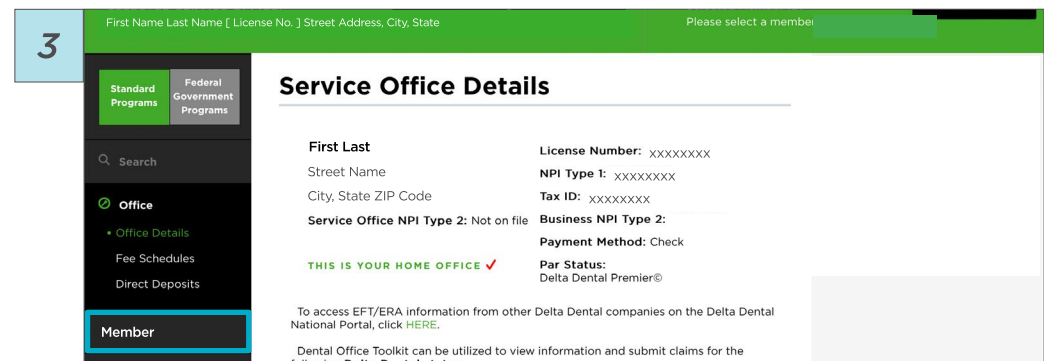 3
First Name Last Name [ License No. ] Street Address, City, State
Please select a member
Standard Programs
Federal Government Programs
Search
Office
• Office Details
Fee Schedules
Direct Deposits
Member
Service Office Details
First Last
Street Name
City, State ZIP Code
Service Office NPI Type 2: Not on file
THIS IS YOUR HOME OFFICE
License Number: XXXXXXXX
NPI Type 1: XXXXXXXX
Tax ID: XXXXXXXX
Business NPI Type 2:
Payment Method: Check
Par Status:
Delta Dental Premier©
To access EFT/ERA information from other Delta Dental companies on the Delta Dental
National Portal, click HERE.
Dental Office Toolkit can be utilized to view information and submit claims for the